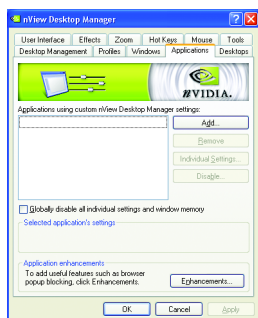 nView Desktop Manager
User Interface Effects Zoom Hot Keys Mouse Tools
Desktop Management Profiles Windows Applications Desktops
NVIDIA.
Applications using custom nView Desktop Manager settings:
Add...
Remove
Individual Settings...
Disable...
Globally disable all individual settings and window memory
Selected application's settings
Application enhancements
To add useful features such as browser
popup blocking, click Enhancements.
Enhancements...
OK Cancel Apply